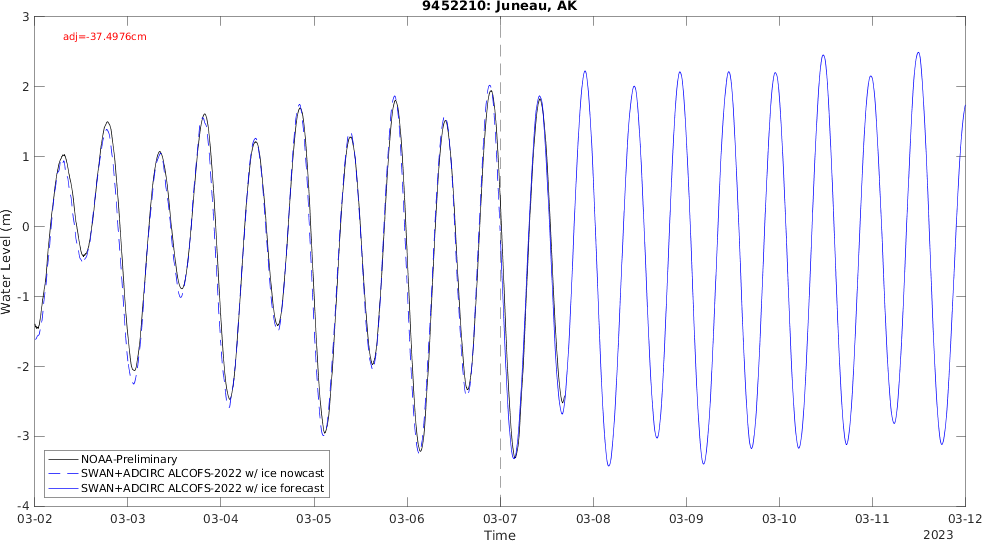 9452210: Juneau, AK
adj=-37.4976cm
3
2
1
0
-1
-2
-3
-4
Water Level (m)
NOAA-Preliminary
SWAN+ADCIRC ALCOFS-2022 w/ ice nowcast
SWAN+ADCIRC ALCOFS-2022 w/ ice forecast
03-02 03-03 03-04 03-05 03-06 03-07 03-08 03-09 03-10 03-11 03-12
Time
2023